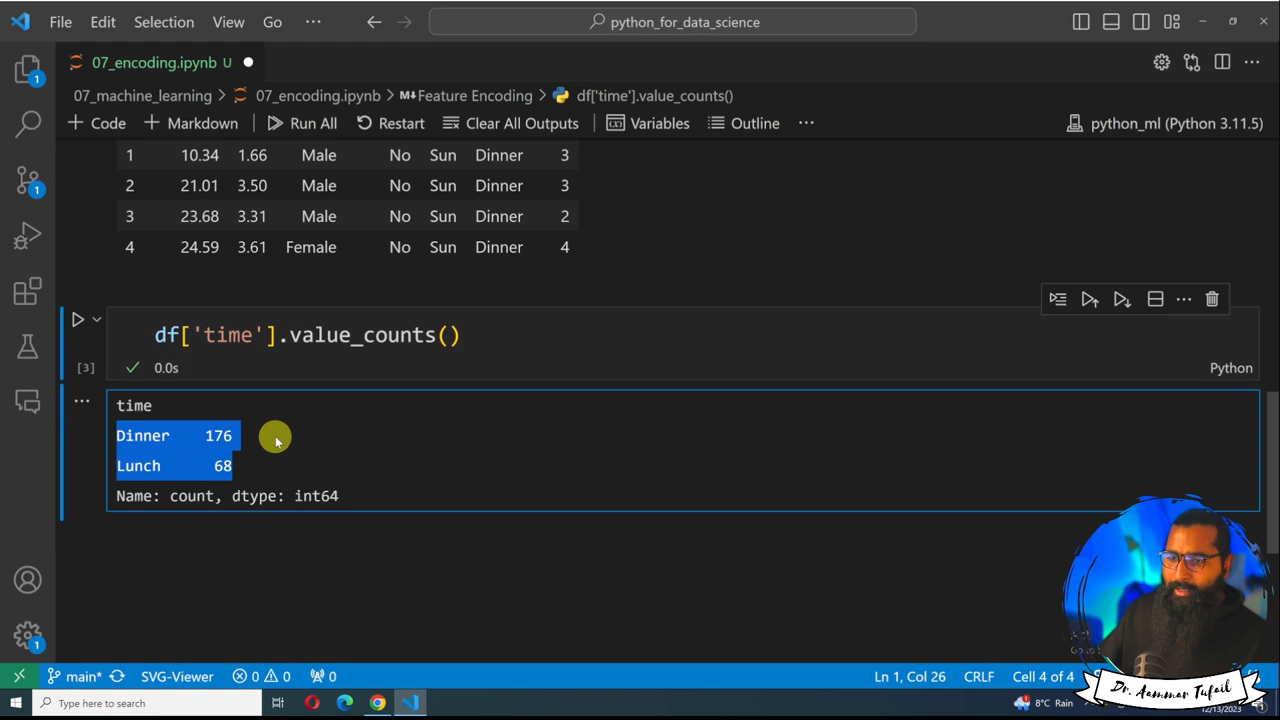 File Edit Selection View Go ··· python_for_data_science
07_encoding.ipynb U
07_machine_learning > 07_encoding.ipynb > M↓Feature Encoding > df['time'].value_counts()
+ Code + Markdown Run All Restart Clear All Outputs Variables Outline ··· python_ml (Python 3.11.5)
1 10.34 1.66 Male No Sun Dinner 3
2 21.01 3.50 Male No Sun Dinner 3
3 23.68 3.31 Male No Sun Dinner 2
4 24.59 3.61 Female No Sun Dinner 4
df['time'].value_counts()
[3] 0.0s Python
time
Dinner 176
Lunch 68
Name: count, dtype: int64
1
1
1
Dr. Aammar Tufail
main* SVG-Viewer 0 0 0 Ln 1, Col 26 CRLF Cell 4 of 4
Type here to search 8°C Rain
12/13/2023